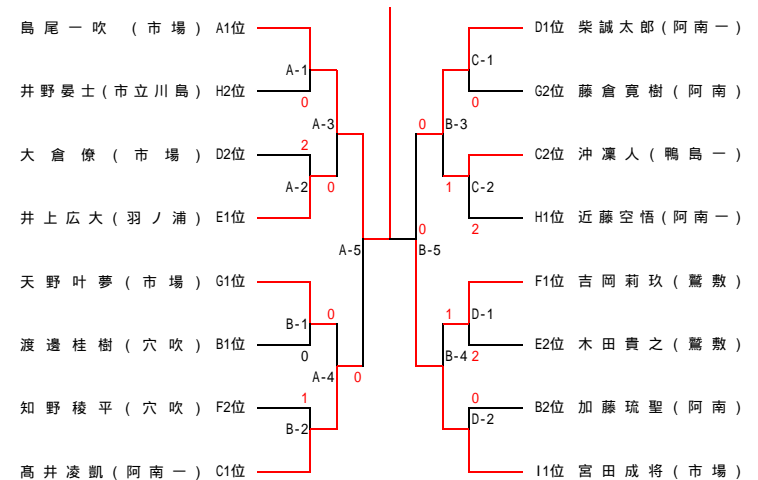 島尾一吹 (市場) A1位
A-1
井野晏士(市立川島) H2位
0
A-3
大倉僚(市場) D2位
2
A-2
0
井上広大(羽ノ浦) E1位
A-5
天野叶夢(市場) G1位
B-1
0
渡邊桂樹(穴吹) B1位
0
A-4
0
知野稜平(穴吹) F2位
1
B-2
髙井凌凱(阿南一) C1位
D1位 柴誠太郎(阿南一)
C-1
G2位 藤倉寛樹(阿南)
0
0
B-3
C2位 沖凜人(鴨島一)
1
C-2
H1位 近藤空悟(阿南一)
2
0
B-5
F1位 吉岡莉玖(鷲敷)
1
D-1
E2位 木田貴之(鷲敷)
B-4
2
B2位 加藤琉聖(阿南)
0
D-2
I1位 宮田成将(市場)